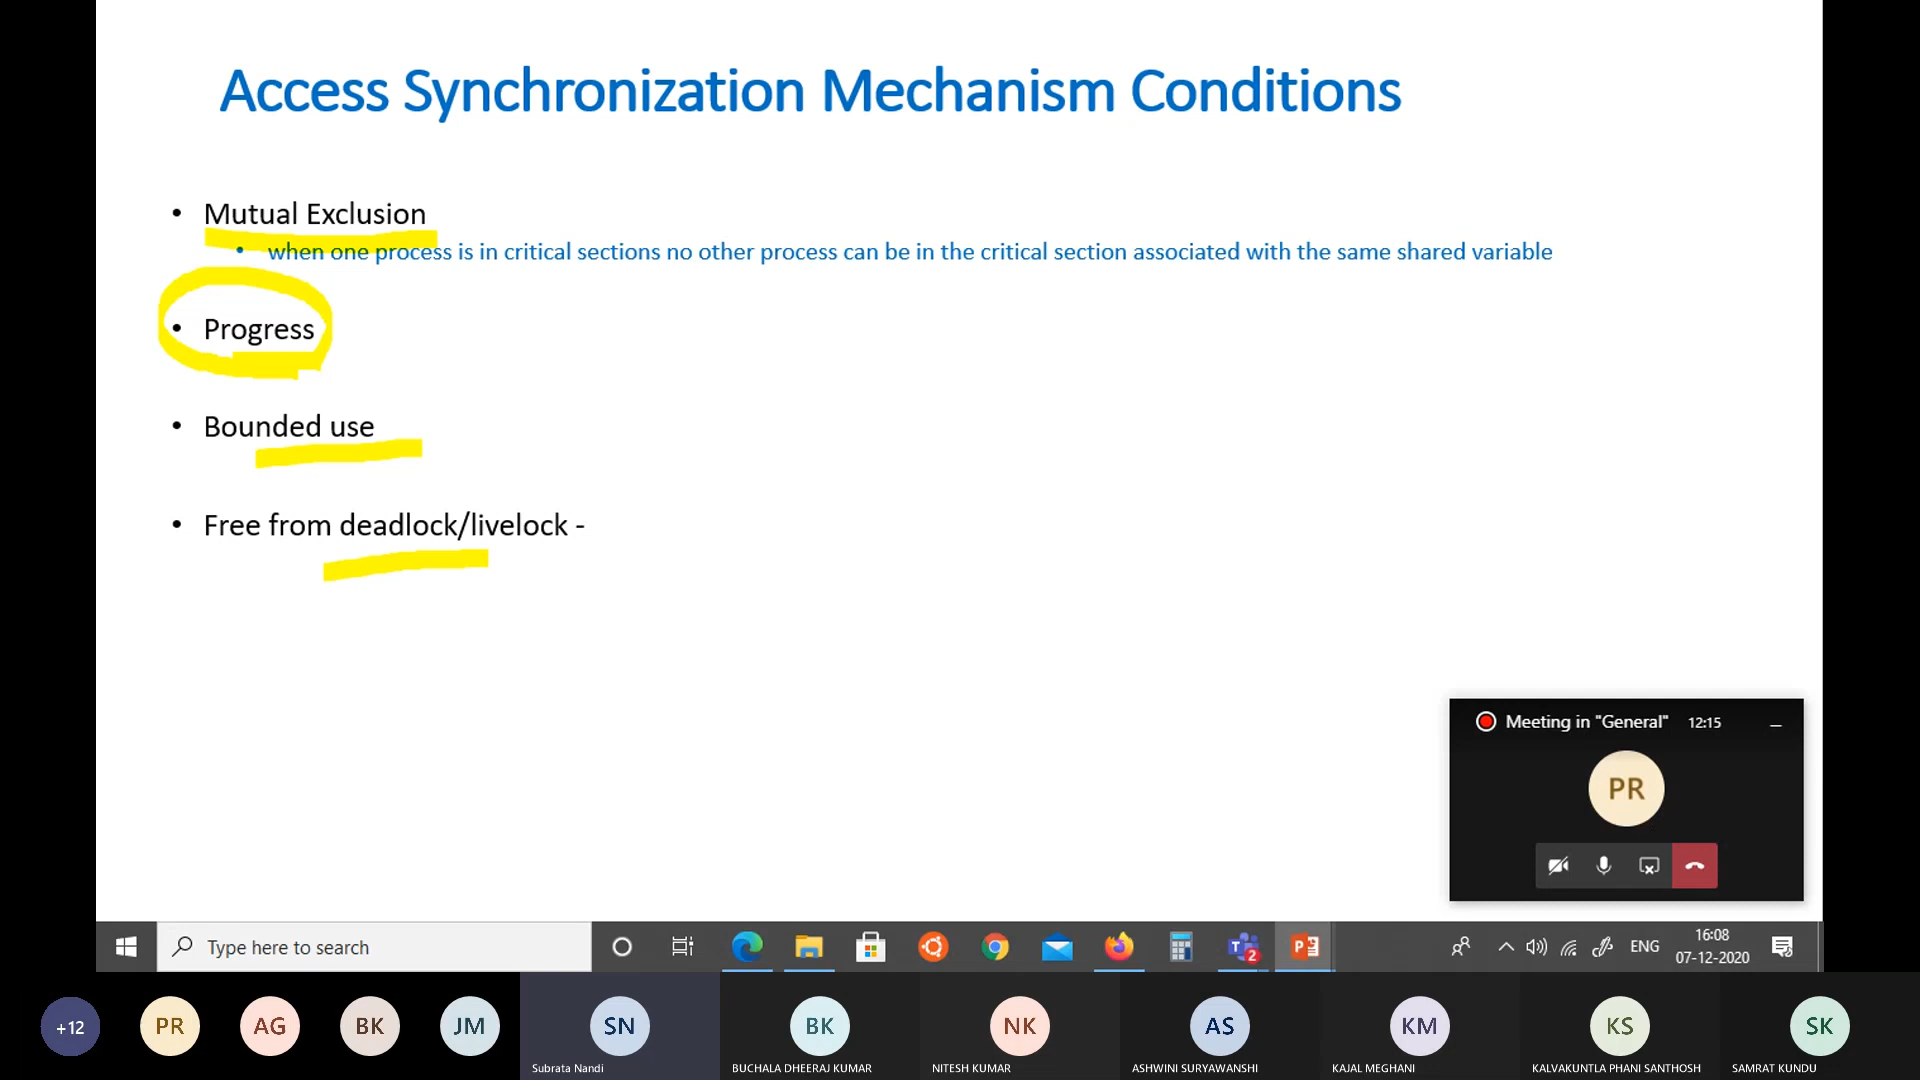 Access Synchronization Mechanism Conditions
• Mutual Exclusion
• when one process is in critical sections no other process can be in the critical section associated with the same shared variable
• Progress
• Bounded use
• Free from deadlock/livelock -
Meeting in "General" 12:15
PR
Type here to search
2
ENG
16:08
07-12-2020
+12
PR
AG
BK
JM
SN
BK
NK
AS
KM
KS
SK
Subrata Nandi
BUCHALA DHEERAJ KUMAR
NITESH KUMAR
ASHWINI SURYAWANSHI
KAJAL MEGHANI
KALVAKUNTLA PHANI SANTHOSH
SAMRAT KUNDU